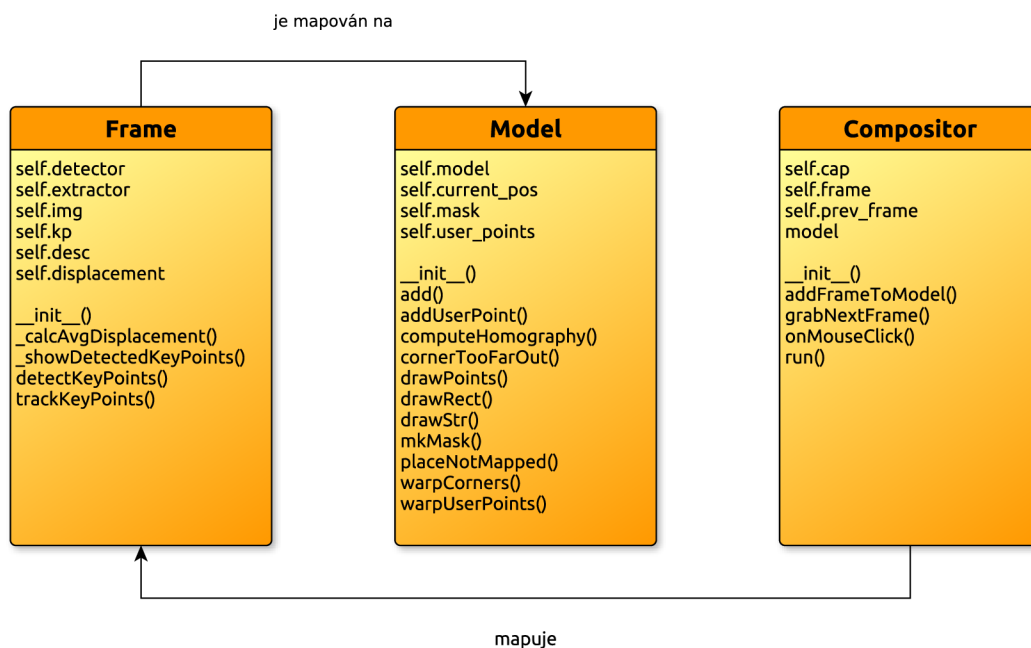 je mapován na
Frame
self.detector
self.extractor
self.img
self.kp
self.desc
self.displacement
__init__()
_calcAvgDisplacement()
_showDetectedKeyPoints()
detectKeyPoints()
trackKeyPoints()
Model
self.model
self.current_pos
self.mask
self.user_points
__init__()
add()
addUserPoint()
computeHomography()
cornerTooFarOut()
drawPoints()
drawRect()
drawStr()
mkMask()
placeNotMapped()
warpCorners()
warpUserPoints()
Compositor
self.cap
self.frame
self.prev_frame
model
__init__()
addFrameToModel()
grabNextFrame()
onMouseClick()
run()
mapuje